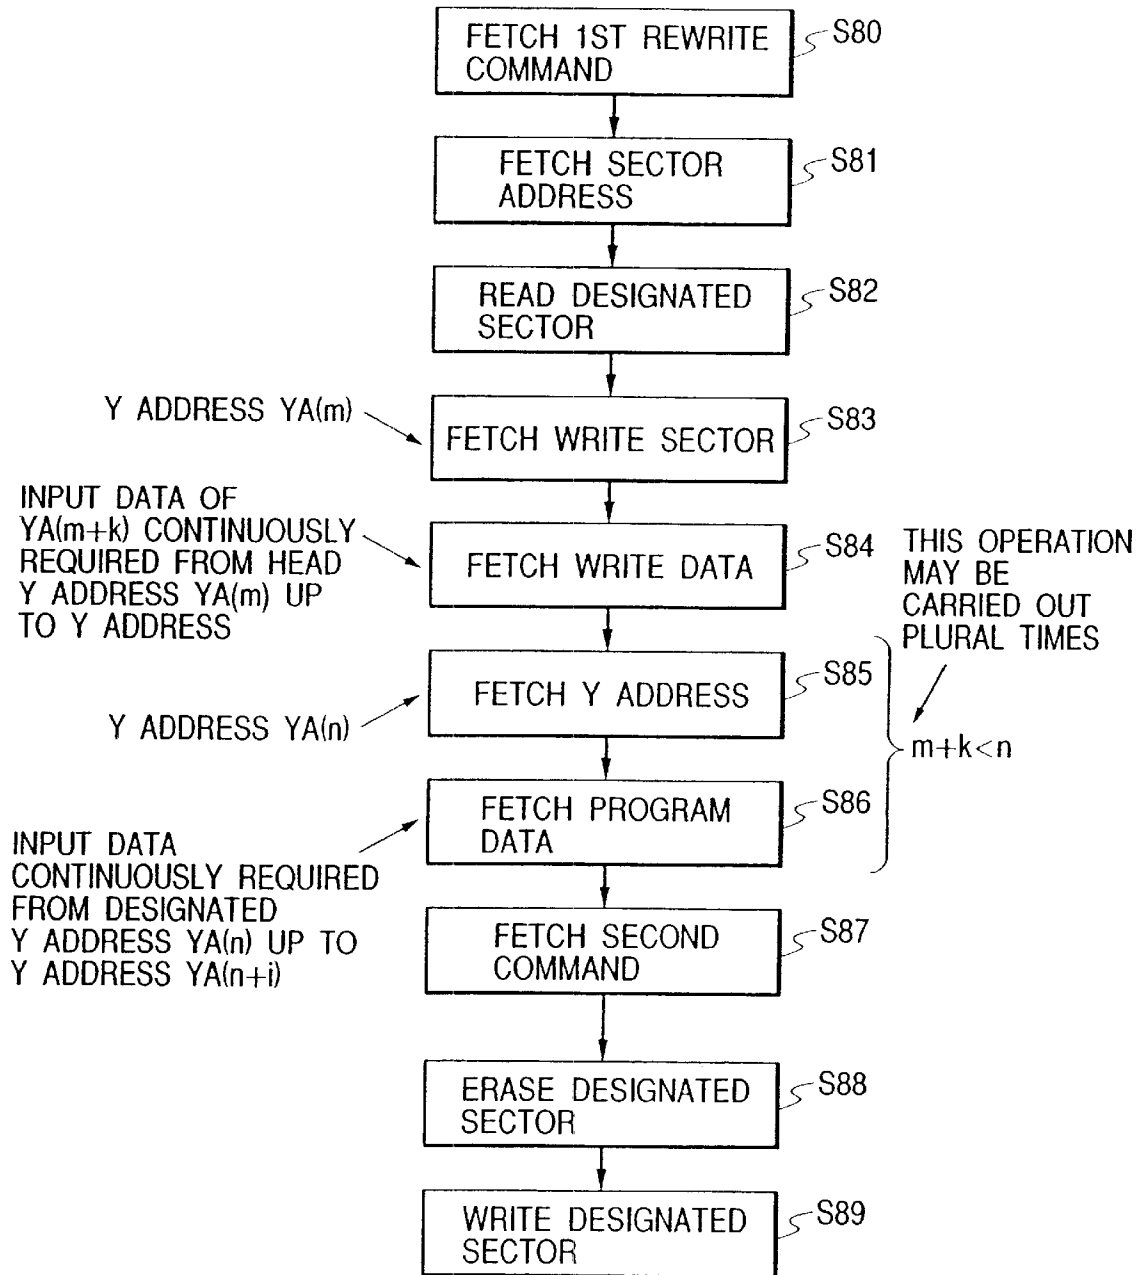 FETCH 1ST REWRITE
COMMAND
S80
FETCH SECTOR
ADDRESS
S81
READ DESIGNATED
SECTOR
S82
Y ADDRESS YA(m)
FETCH WRITE SECTOR
S83
INPUT DATA OF
YA(m+k) CONTINUOUSLY
REQUIRED FROM HEAD
Y ADDRESS YA(m) UP
TO Y ADDRESS
FETCH WRITE DATA
S84
THIS OPERATION
MAY BE
CARRIED OUT
PLURAL TIMES
Y ADDRESS YA(n)
FETCH Y ADDRESS
S85
m+k<n
INPUT DATA
CONTINUOUSLY REQUIRED
FROM DESIGNATED
Y ADDRESS YA(n) UP TO
Y ADDRESS YA(n+i)
FETCH PROGRAM
DATA
S86
FETCH SECOND
COMMAND
S87
ERASE DESIGNATED
SECTOR
S88
WRITE DESIGNATED
SECTOR
S89